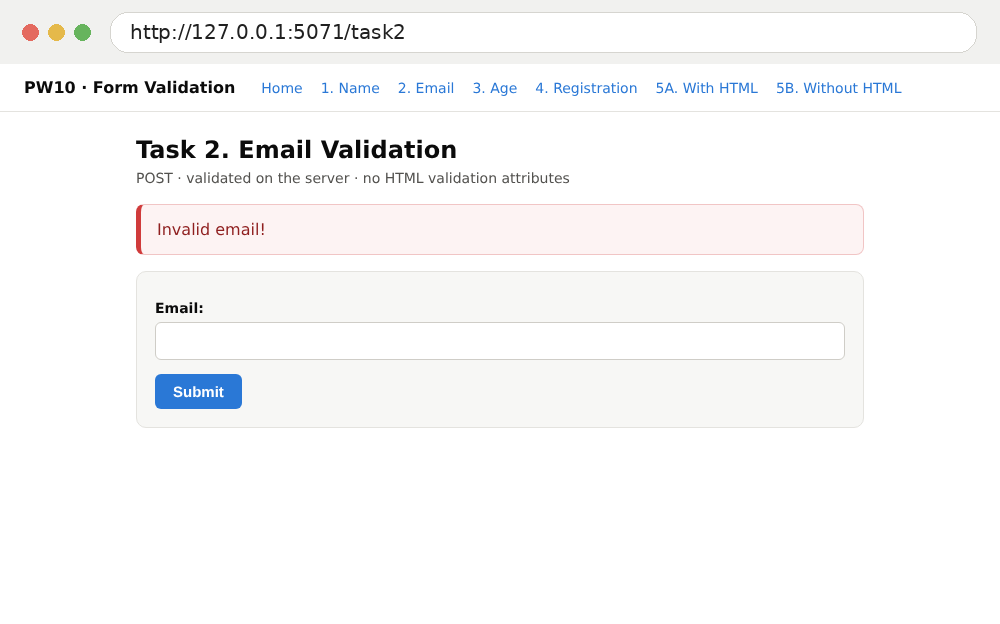 http://127.0.0.1:5071/task2
PW10 · Form Validation Home 1. Name 2. Email 3. Age 4. Registration 5A. With HTML 5B. Without HTML
Task 2. Email Validation
POST · validated on the server · no HTML validation attributes
Invalid email!
Email:
Submit